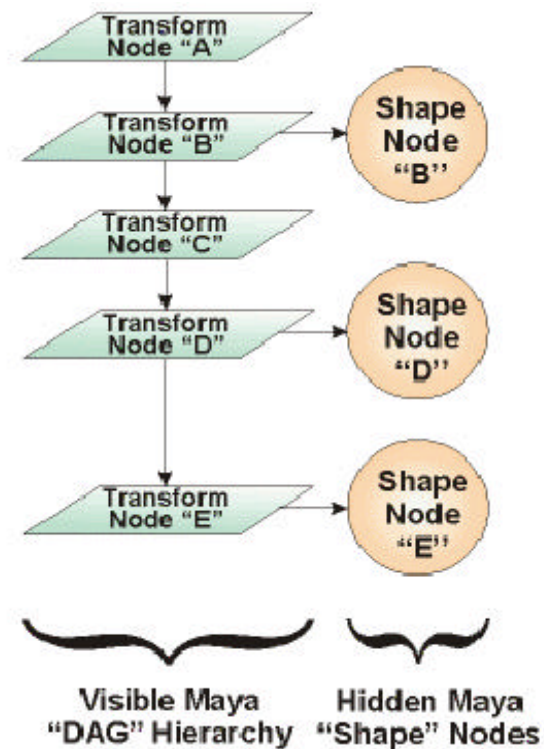 Transform
Node "A"
Transform
Node "B"
Shape
Node
"B"
Transform
Node "C"
Transform
Node "D"
Shape
Node
"D"
Transform
Node "E"
Shape
Node
"E"
Visible Maya
"DAG" Hierarchy
Hidden Maya
"Shape" Nodes